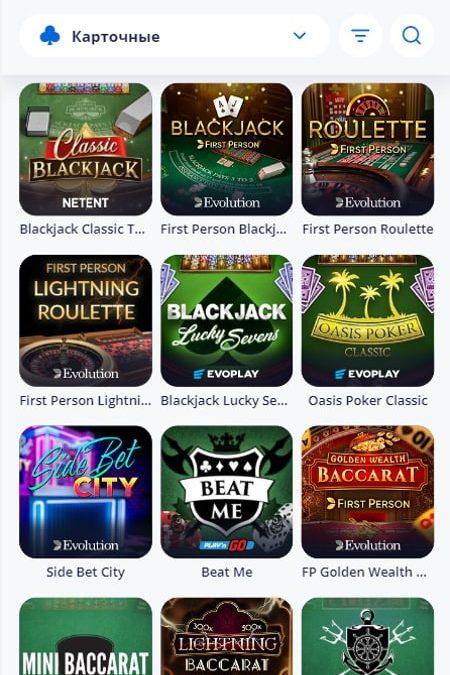 Карточные
Classic
BLACKJACK
NETENT
BLACKJACK
First Person
Evolution
ROULETTE
First Person
Evolution
Blackjack Classic T...
First Person Blackj...
First Person Roulette
FIRST PERSON
LIGHTNING
ROULETTE
Evolution
BLACKJACK
Lucky Sevens
EVOPLAY
OASIS POKER
CLASSIC
EVOPLAY
First Person Lightni...
Blackjack Lucky Se...
Oasis Poker Classic
Side Bet
CITY
Evolution
BEAT
ME
PLAY'n GO
GOLDEN WEALTH
BACCARAT
First Person
Evolution
Side Bet City
Beat Me
FP Golden Wealth ...
MINI BACCARAT
300x 500x
LIGHTNING
BACCARAT